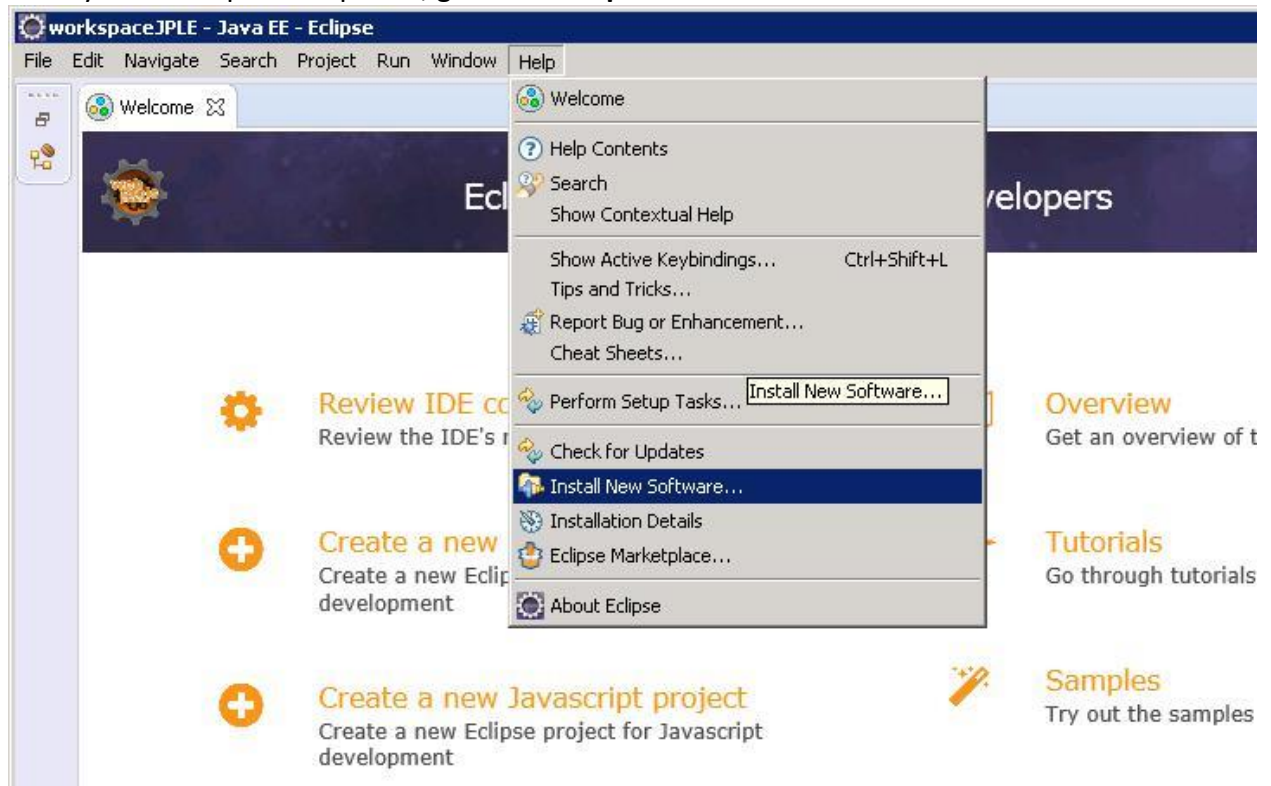 workspaceJPLE - Java EE - Eclipse
File Edit Navigate Search Project Run Window Help
Welcome
Welcome
Help Contents
Search
Show Contextual Help
Show Active Keybindings... Ctrl+Shift+L
Tips and Tricks...
Report Bug or Enhancement...
Cheat Sheets...
Perform Setup Tasks...
Install New Software...
Check for Updates
Install New Software...
Installation Details
Eclipse Marketplace...
About Eclipse
Ecl
velopers
Review IDE co
Review the IDE's
Create a new
Create a new Eclip
development
Create a new Javascript project
Create a new Eclipse project for Javascript
development
Overview
Get an overview of t
Tutorials
Go through tutorials
Samples
Try out the samples